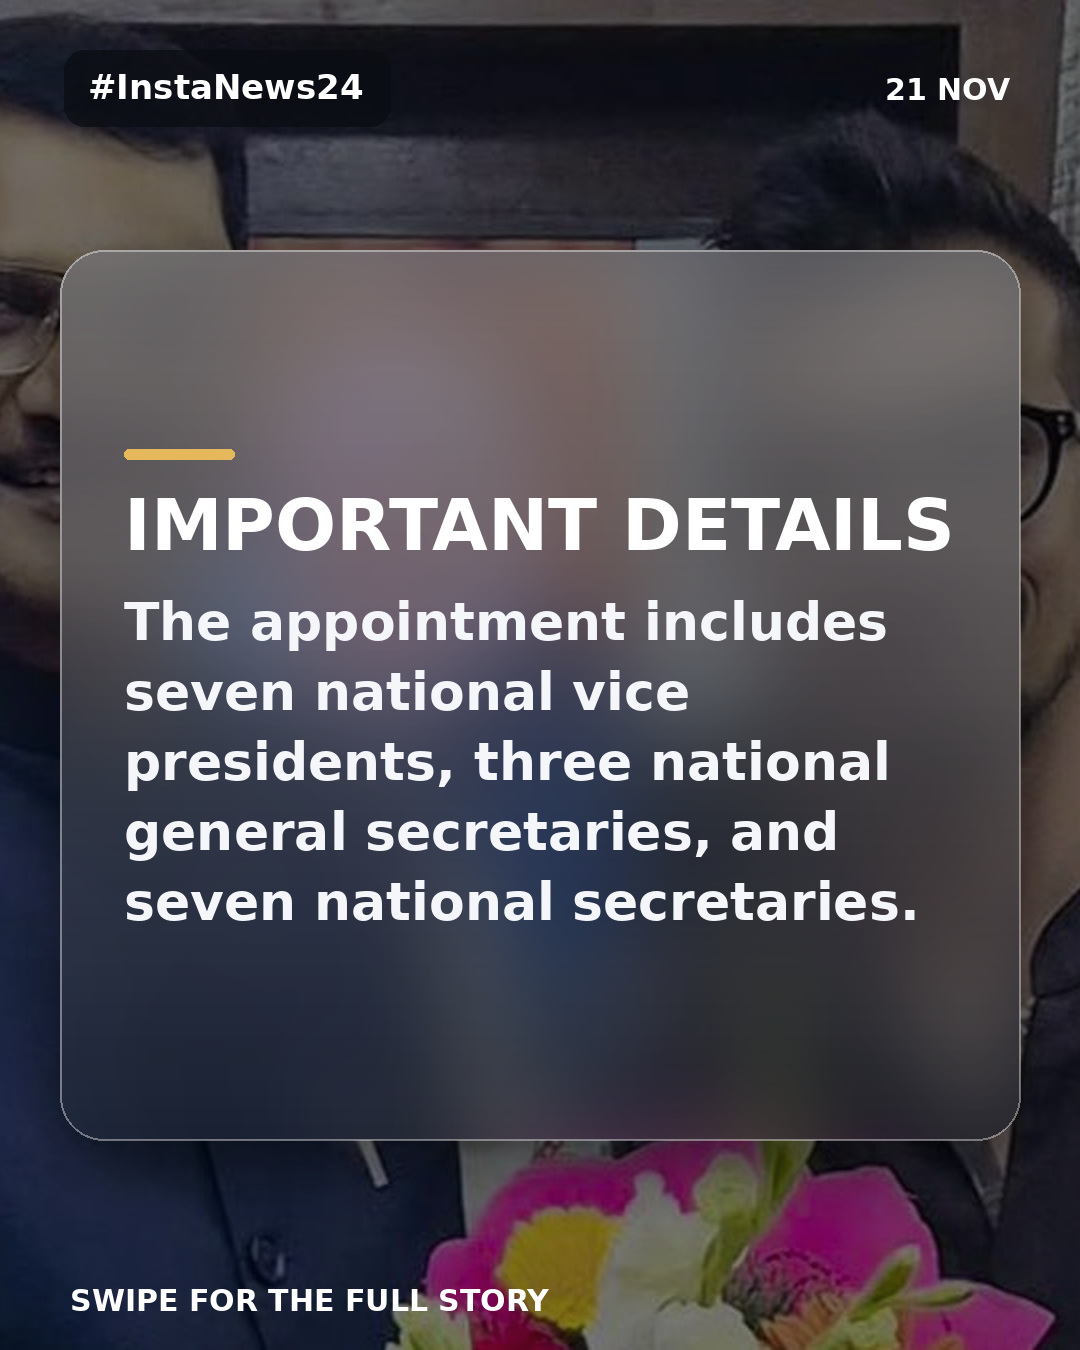 #InstaNews24
21 NOV
IMPORTANT DETAILS
The appointment includes
seven national vice
presidents, three national
general secretaries, and
seven national secretaries.
SWIPE FOR THE FULL STORY